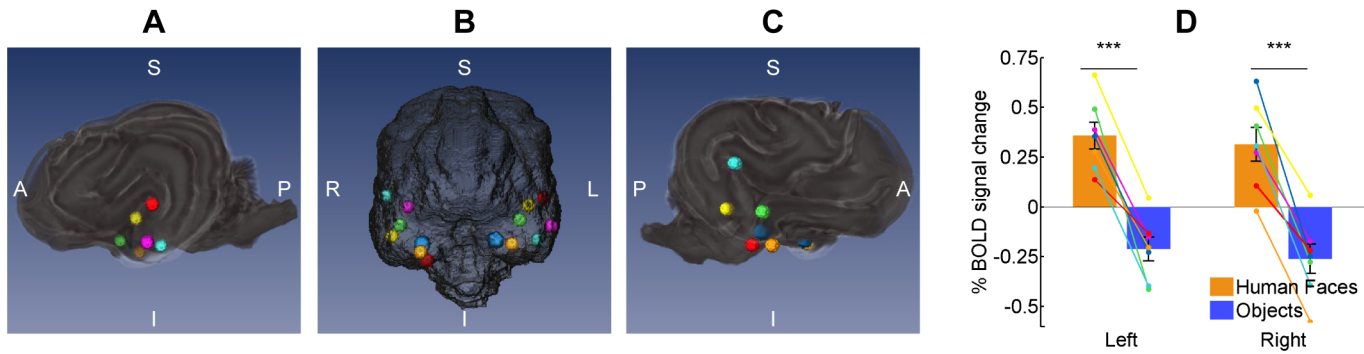 A
B
C
D
S
A
P
I
S
R
L
I
S
P
A
I
% BOLD signal change
0.75
0.5
0.25
0
-0.25
-0.5
***
***
Human Faces
Objects
Left
Right